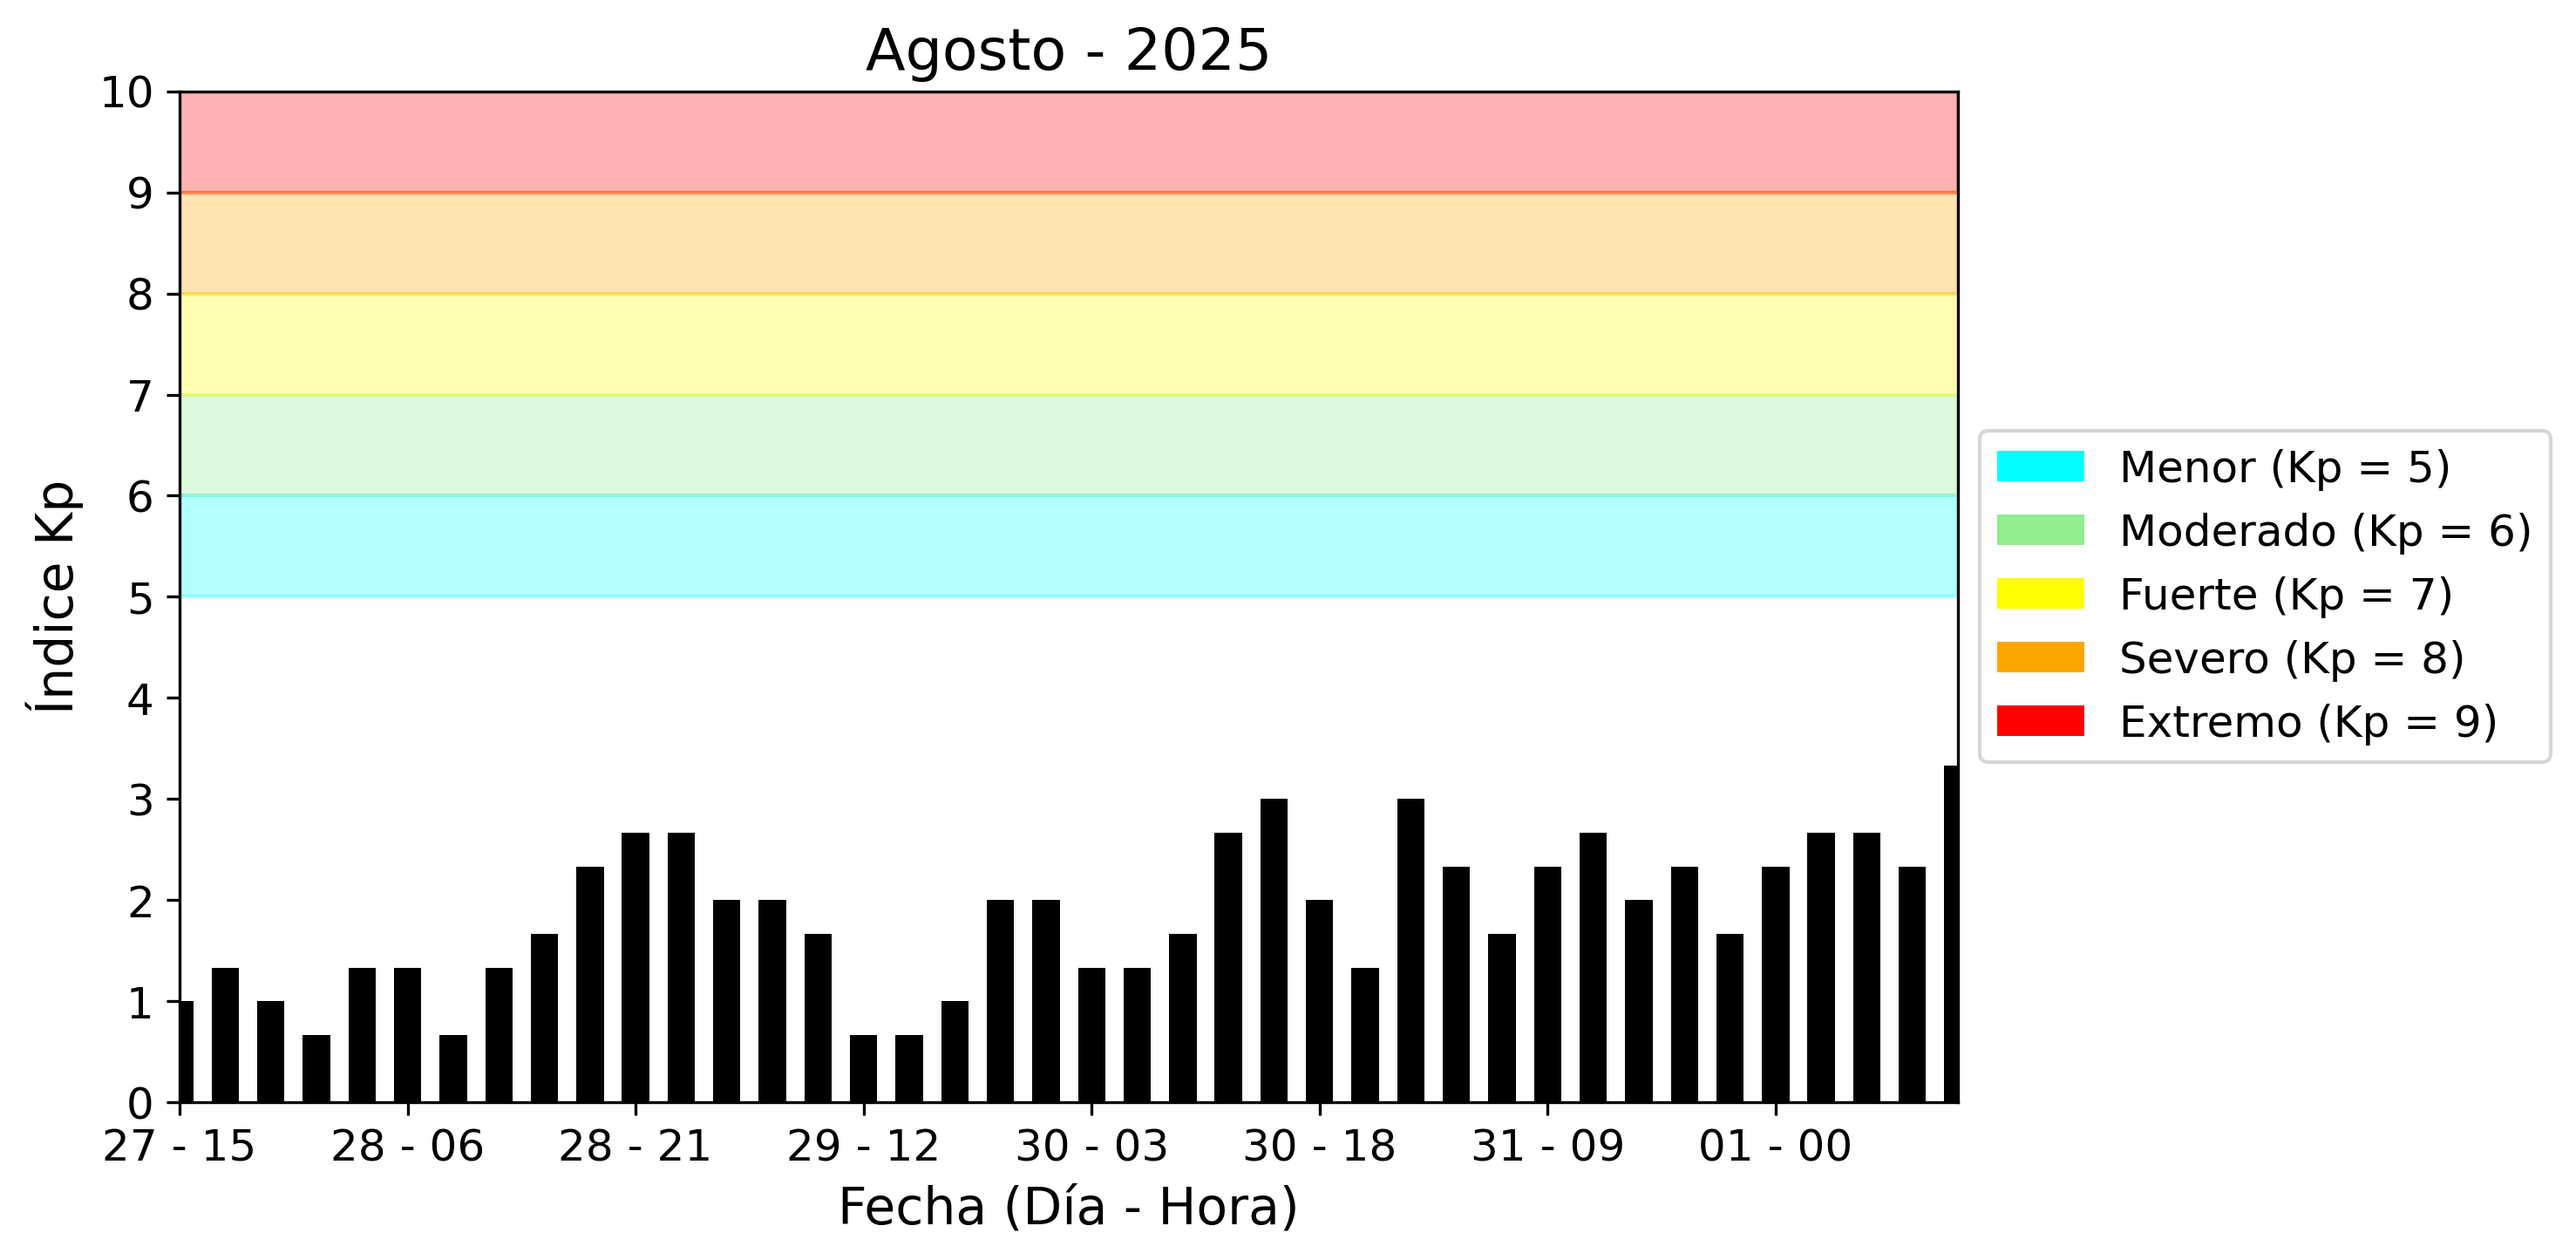 Agosto - 2025
10
9
8
7
6
5
4
3
2
1
0
Índice Kp
27 - 15
28 - 06
28 - 21
29 - 12
30 - 03
30 - 18
31 - 09
01 - 00
Fecha (Día - Hora)
Menor (Kp = 5)
Moderado (Kp = 6)
Fuerte (Kp = 7)
Severo (Kp = 8)
Extremo (Kp = 9)